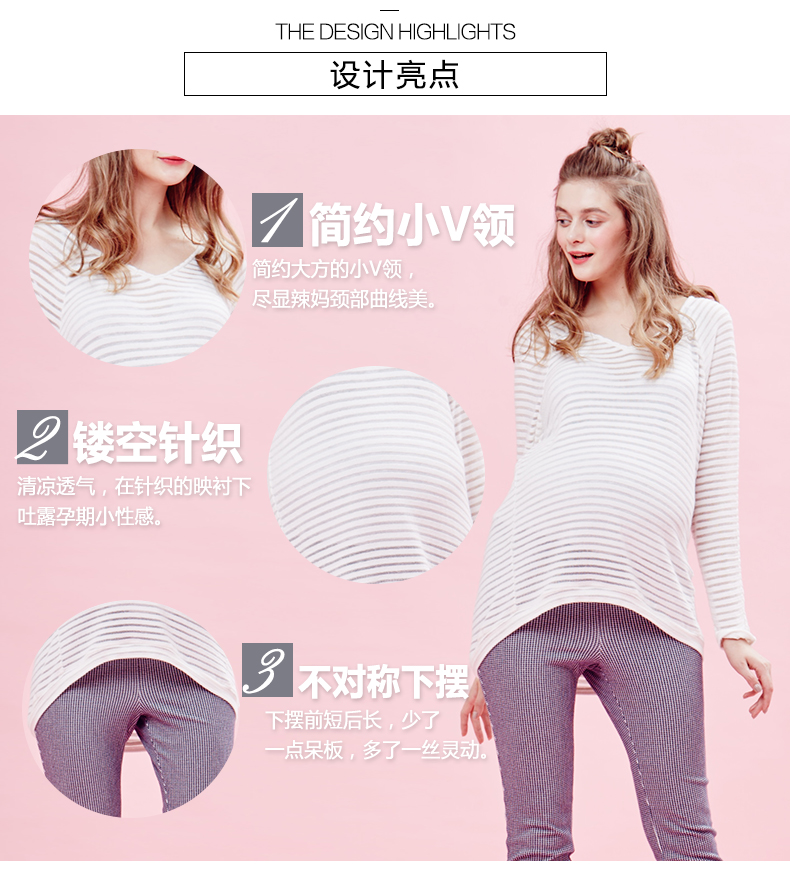 THE DESIGN HIGHLIGHTS
设计亮点
1 简约小V领
简约大方的小V领，
尽显辣妈颈部曲线美。
2 镂空针织
清凉透气，在针织的映衬下
吐露孕期小性感。
3 不对称下摆
下摆前短后长，少了
一点呆板，多了一丝灵动。